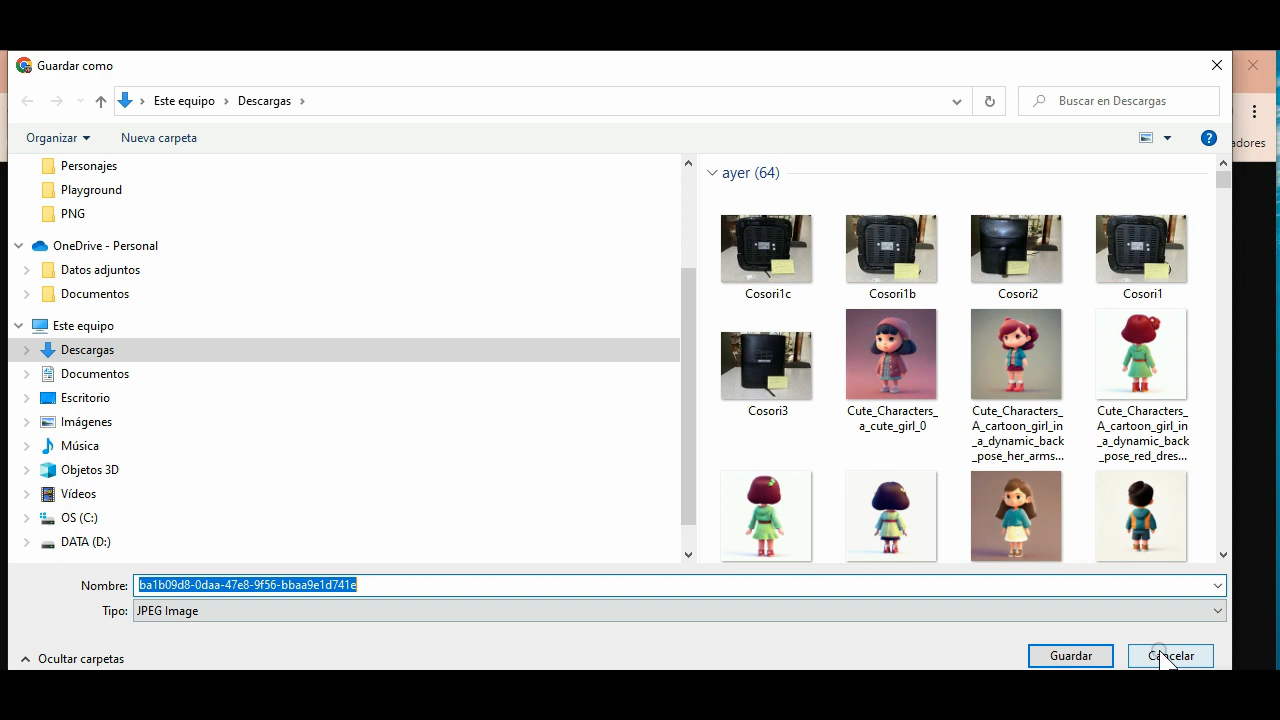 Guardar como
Este equipo
Descargas
Buscar en Descargas
Organizar
Nueva carpeta
adores
Personajes
Playground
PNG
OneDrive - Personal
Datos adjuntos
Documentos
Este equipo
Descargas
Documentos
Escritorio
Imágenes
Música
Objetos 3D
Vídeos
OS (C:)
DATA (D:)
ayer (64)
Cosori1c
Cosori1b
Cosori2
Cosori1
Cosori3
Cute_Characters_
a_cute_girl_0
Cute_Characters_
A_cartoon_girl_in
_a_dynamic_back
_pose_her_arms...
Cute_Characters_
A_cartoon_girl_in
_a_dynamic_back
_pose_red_dres...
Nombre:
ba1b09d8-0daa-47e8-9f56-bbaa9e1d741e
Tipo:
JPEG Image
Ocultar carpetas
Guardar
Cancelar